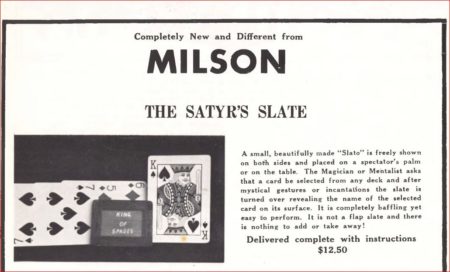 Completely New and Different from
MILSON
THE SATYR'S SLATE
K
7
5
6
7
KING
OF
SPADES
K
A small, beautifully made "Slato" is freely shown
on both sides and placed on a spectator's palm
or on the table. The Magician or Mentalist asks
that a card be selected from any deck and after
mystical gestures or incantations the slate is
turned over revealing the name of the selected
card on its surface. It is completely baffling yet
easy to perform. It is not a flap slate and there
is nothing to add or take away!
Delivered complete with instructions
$12.50